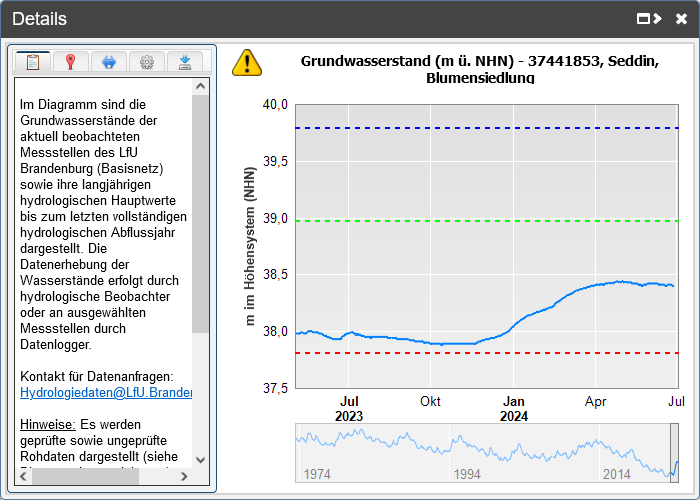 Details
Im Diagramm sind die
Grundwasserstände der
aktuell beobachteten
Messstellen des LfU
Brandenburg (Basisnetz)
sowie ihre langjährigen
hydrologischen Hauptwerte
bis zum letzten vollständigen
hydrologischen Abflussjahr
dargestellt. Die
Datenerhebung der
Wasserstände erfolgt durch
hydrologische Beobachter
oder an ausgewählten
Messstellen durch
Datenlogger.
Kontakt für Datenanfragen:
Hydrologiedaten@LfU.Branden
Hinweise: Es werden
geprüfte sowie ungeprüfte
Rohdaten dargestellt (siehe
Grundwasserstand (m ü. NHN) - 37441853, Seddin,
Blumensiedlung
m im Höhensystem (NHN)
40,0
39,5
39,0
38,5
38,0
37,5
Jul Okt Jan Apr Jul
2023 2024
1974 1994 2014